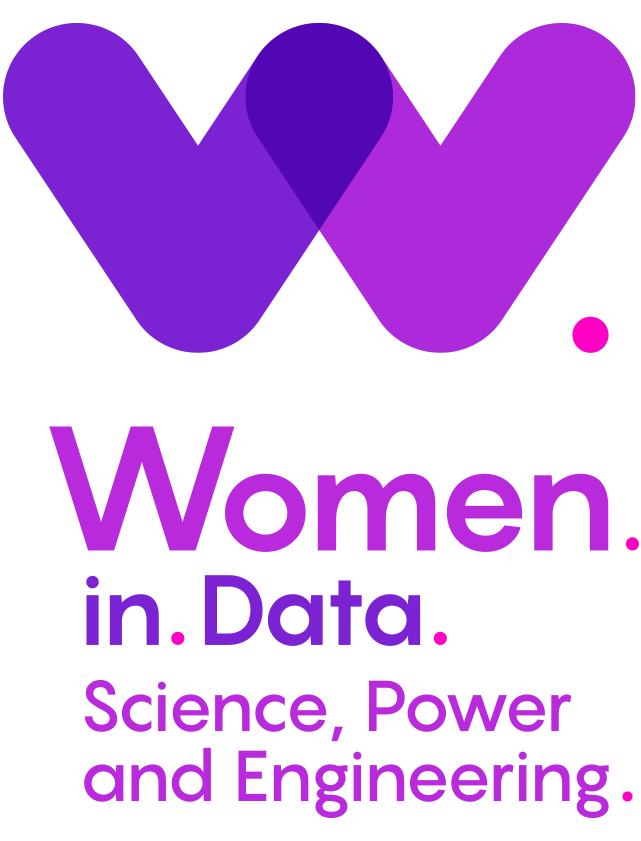 W.
Women.
in.Data.
Science, Power
and Engineering.